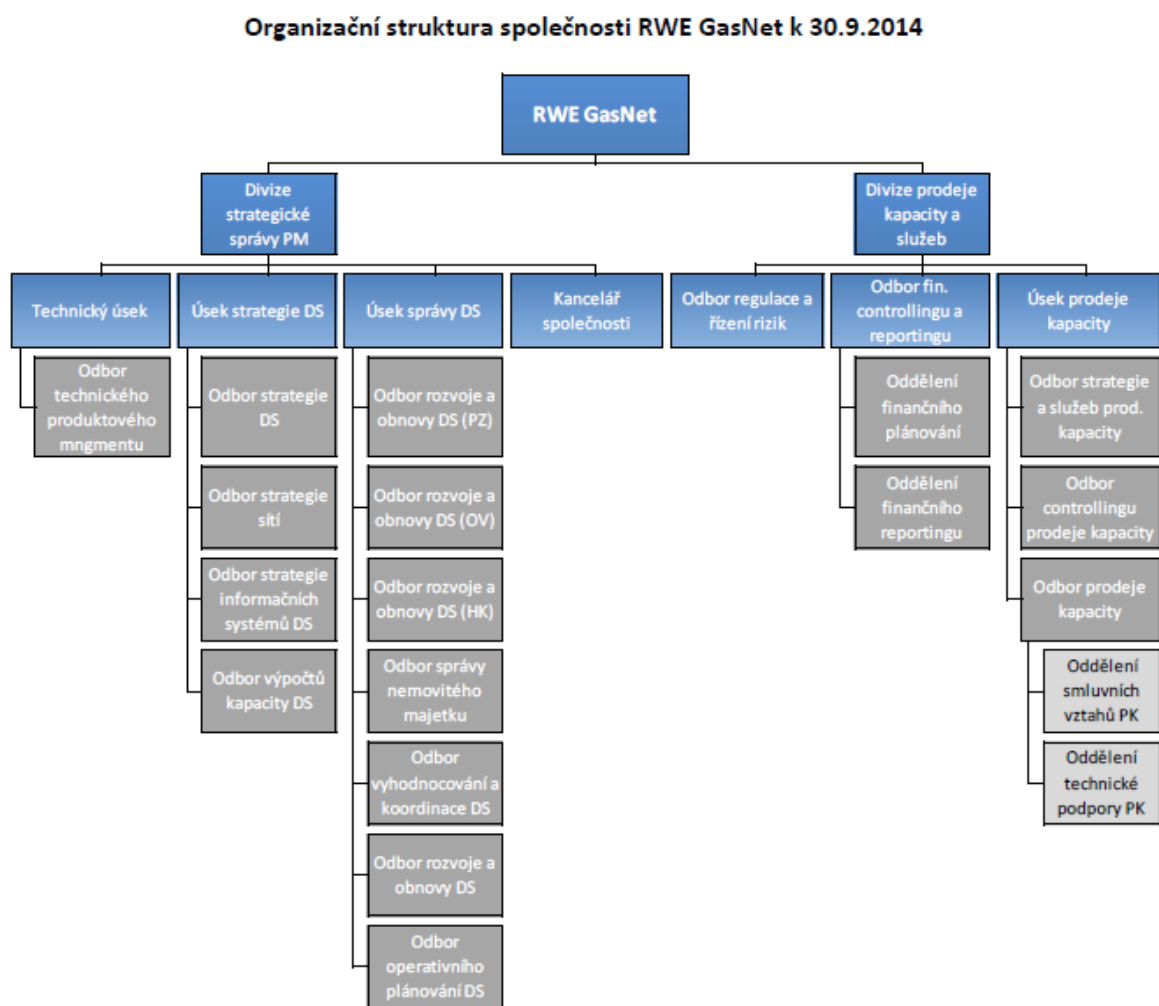 Organizační struktura společnosti RWE GasNet k 30.9.2014
RWE GasNet
Divize
strategické
správy PM
Divize prodeje
kapacity a
služeb
Technický úsek
Úsek strategie DS
Úsek správy DS
Kancelář
společnosti
Odbor regulace a
řízení rizik
Odbor fin.
controllingu a
reportingu
Úsek prodeje
kapacity
Odbor
technického
produktového
mngmentu
Odbor strategie
DS
Odbor strategie
sítí
Odbor strategie
informačních
systémů DS
Odbor výpočtů
kapacity DS
Odbor rozvoje a
obnovy DS (PZ)
Odbor rozvoje a
obnovy DS (OV)
Odbor rozvoje a
obnovy DS (HK)
Odbor správy
nemovitého
majetku
Odbor
vyhodnocování a
koordinace DS
Odbor rozvoje a
obnovy DS
Odbor
operativního
plánování DS
Oddělení
finančního
plánování
Oddělení
finančního
reportingu
Odbor strategie
a služeb prod.
kapacity
Odbor
controllingu
prodeje kapacity
Odbor prodeje
kapacity
Oddělení
smluvních
vztahů PK
Oddělení
technické
podpory PK